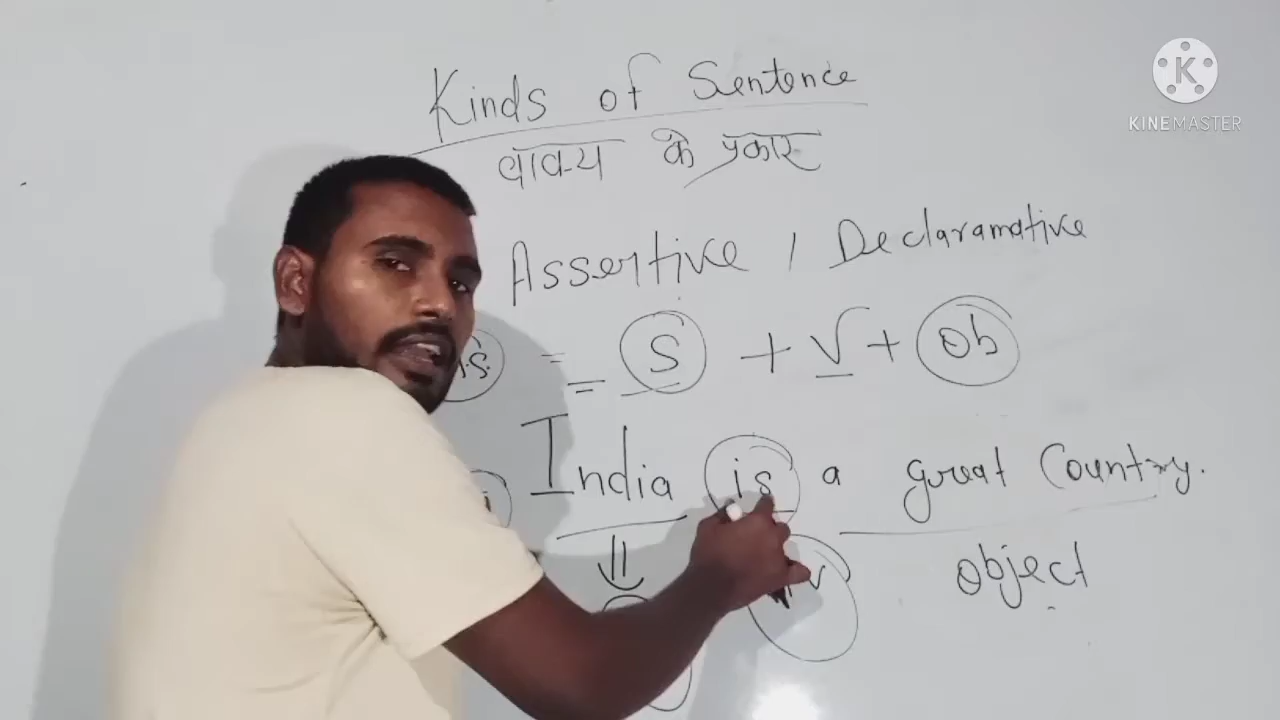 Kinds of Sentence
वाक्य के प्रकार
Assertive / Declaramative
= S + V + Ob
India is a great Country.
V object
KINEMASTER